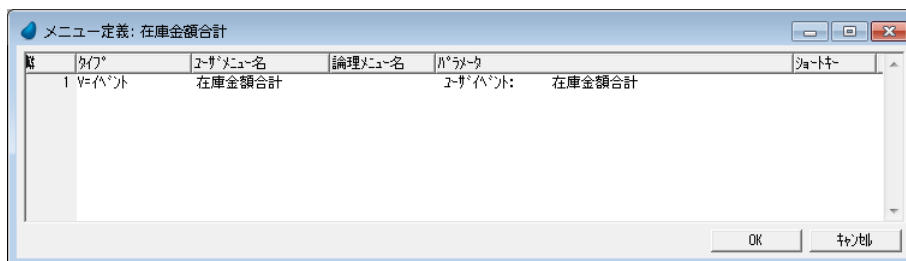 メニュー定義: 在庫金額合計
タイプ ユーザメニュー名 論理メニュー名 パラメータ ショートキー
1 V=イベント 在庫金額合計 ユーザイベント: 在庫金額合計
OK キャンセル